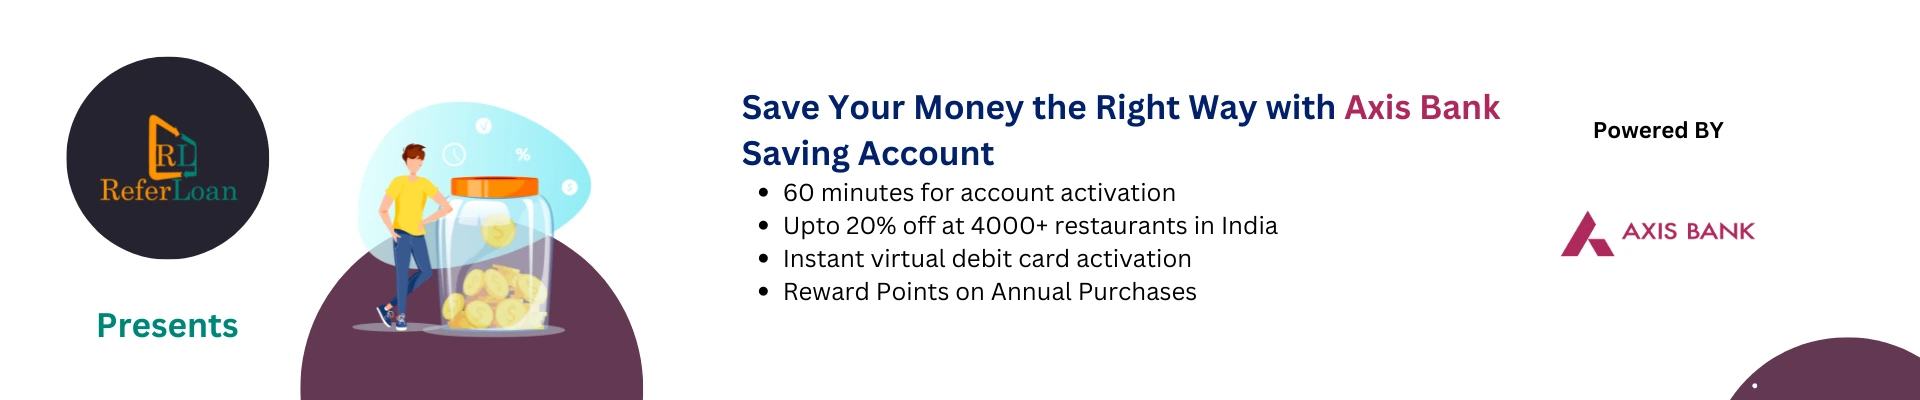 RL
ReferLoan
Presents
%
$
$
Save Your Money the Right Way with Axis Bank
Saving Account
60 minutes for account activation
Upto 20% off at 4000+ restaurants in India
Instant virtual debit card activation
Reward Points on Annual Purchases
Powered BY
AXIS BANK